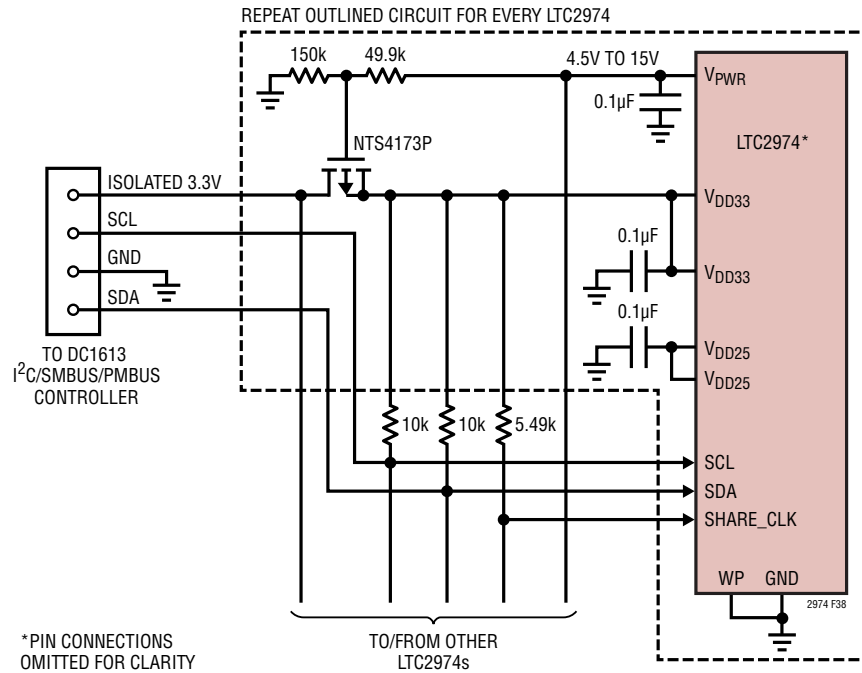 REPEAT OUTLINED CIRCUIT FOR EVERY LTC2974
150k
49.9k
4.5V TO 15V
VPWR
0.1µF
LTC2974*
NTS4173P
ISOLATED 3.3V
VDD33
SCL
0.1µF
GND
VDD33
SDA
0.1µF
TO DC1613
I2C/SMBUS/PMBUS
CONTROLLER
VDD25
VDD25
10k
10k
5.49k
SCL
SDA
SHARE_CLK
WP
GND
2974 F38
*PIN CONNECTIONS
OMITTED FOR CLARITY
TO/FROM OTHER
LTC2974s